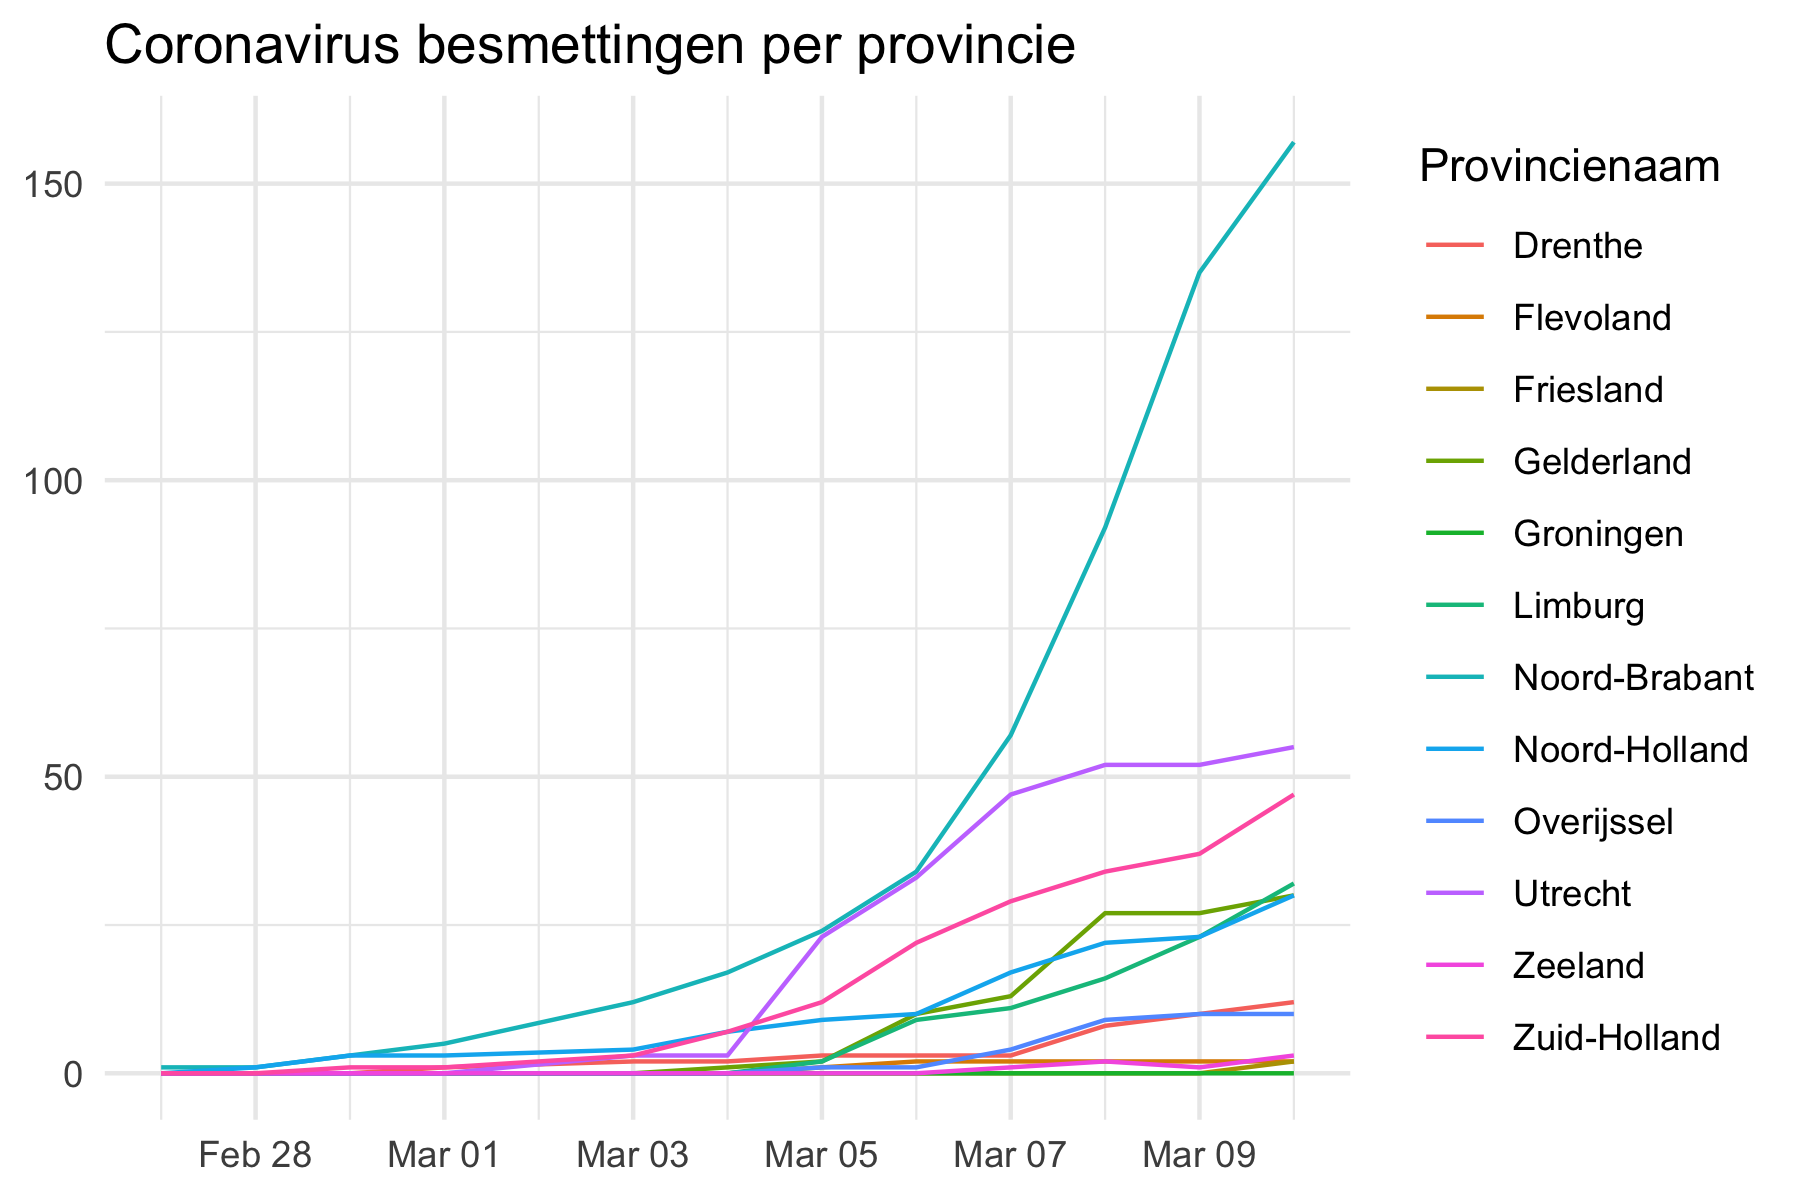 Coronavirus besmettingen per provincie
150
100
50
0
Feb 28
Mar 01
Mar 03
Mar 05
Mar 07
Mar 09
Provincienaam
Drenthe
Flevoland
Friesland
Gelderland
Groningen
Limburg
Noord-Brabant
Noord-Holland
Overijssel
Utrecht
Zeeland
Zuid-Holland